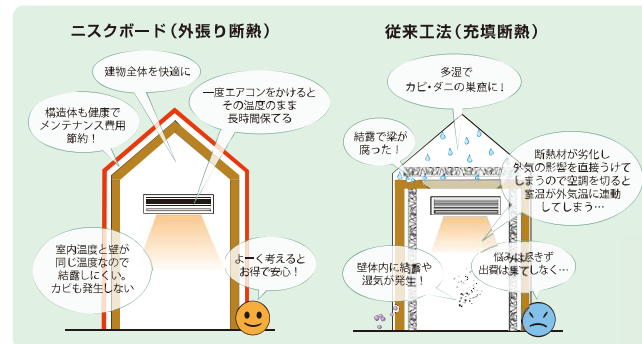 ニスクボード（外張り断熱）
建物全体を快適に
一度エアコンをかけると
その温度のまま
長時間保てる
構造体も健康で
メンテナンス費用
節約！
室内温度と壁が
同じ温度なので
結露しにくい。
カビも発生しない
よーく考えると
お得で安心！
従来工法（充填断熱）
多湿で
カビ・ダニの巣窟に！
結露で梁が
腐った！
断熱材が劣化し
外気の影響を直接うけて
しまうので空調を切ると
室温が外気温に連動
してしまう…
壁体内に結露や
湿気が発生！
悩みは尽きず
出費は果てしなく…